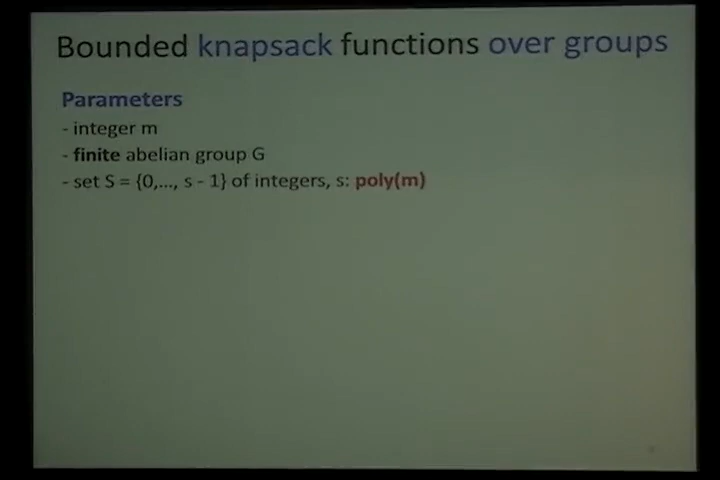 Bounded knapsack functions over groups
Parameters
- integer m
- finite abelian group G
- set S = {0,..., s - 1} of integers, s: poly(m)